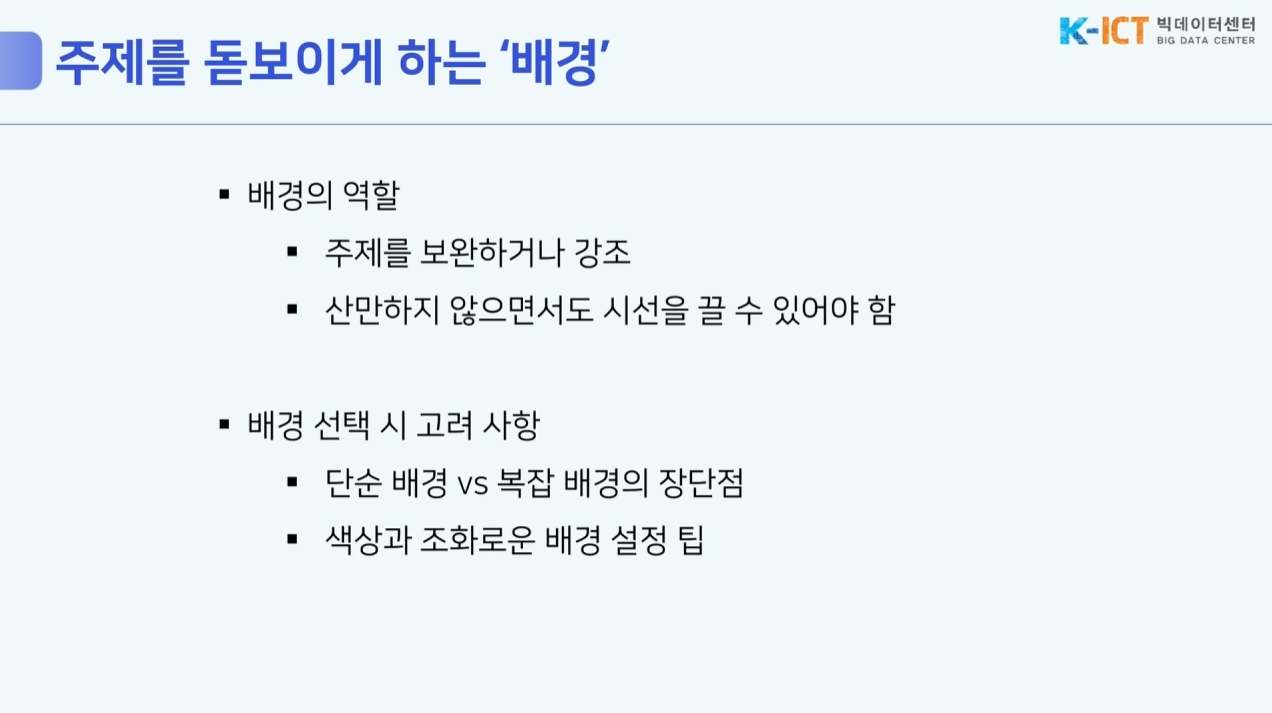 주제를 돋보이게 하는 ‘배경’
K-ICT 빅데이터센터
BIG DATA CENTER
▪ 배경의 역할
▪ 주제를 보완하거나 강조
▪ 산만하지 않으면서도 시선을 끌 수 있어야 함
▪ 배경 선택 시 고려 사항
▪ 단순 배경 vs 복잡 배경의 장단점
▪ 색상과 조화로운 배경 설정 팁